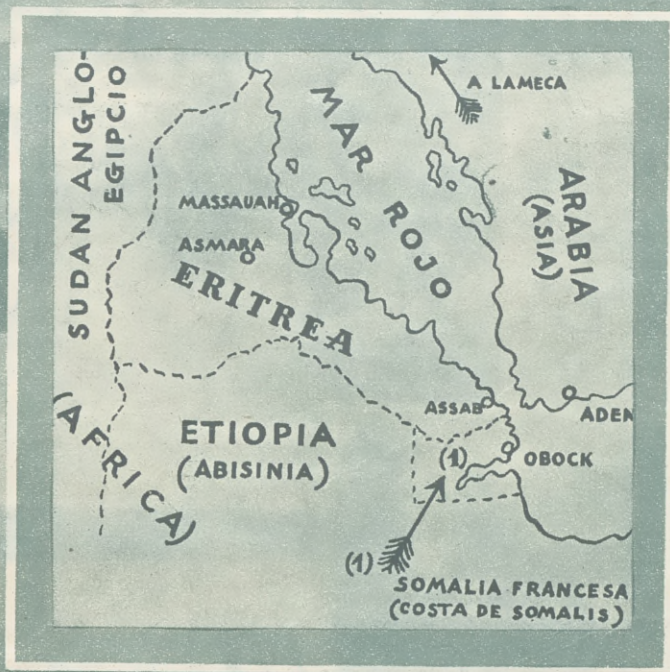 SUDAN ANGLO-
EGIPCIO
MAR
ROJO
A LAMECA
ARABIA
(ASIA)
MASSAUAH
ASMARA
ERITREA
ASSAB
ADEN
ETIOPIA
(ABISINIA)
(AFRICA)
(1)
OBOCK
(1)
SOMALIA FRANCESA
(COSTA DE SOMALIS)